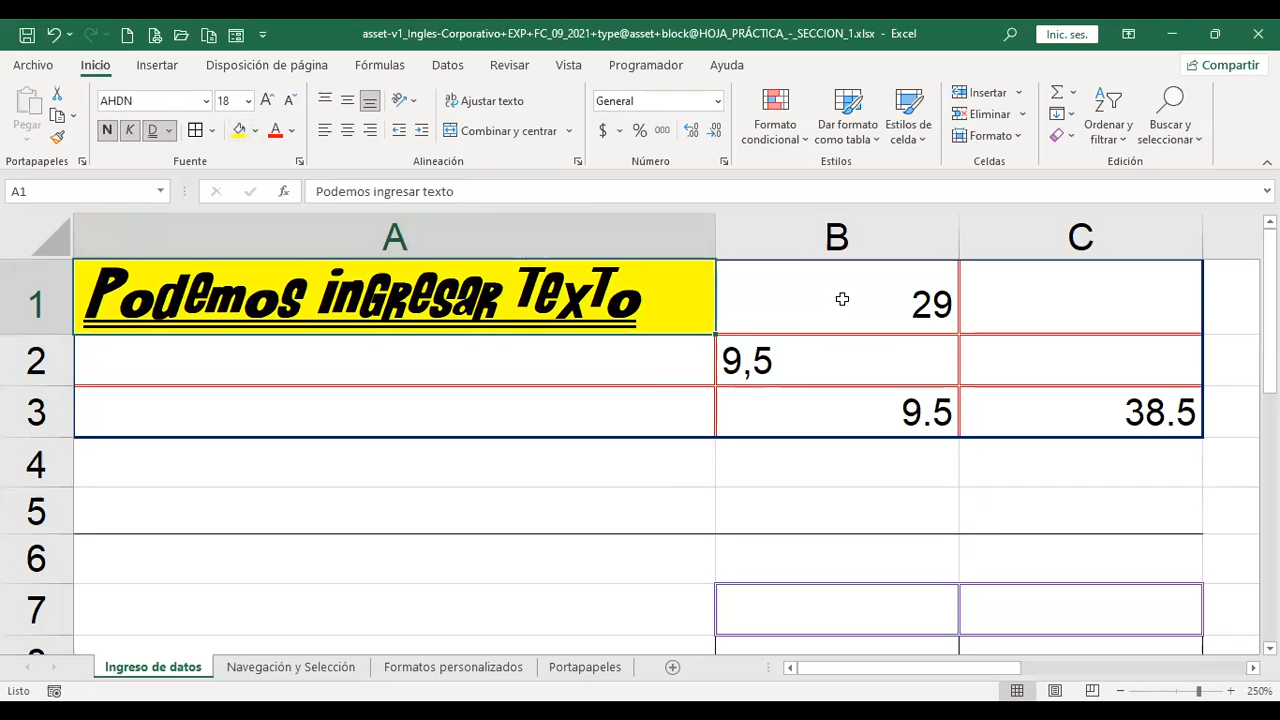 asset-v1_Ingles-Corporativo+EXP+FC_09_2021+type@asset+block@HOJA_PRÁCTICA_-_SECCION_1.xlsx - Excel
Inic. ses.
Archivo Inicio Insertar Disposición de página Fórmulas Datos Revisar Vista Programador Ayuda
Compartir
Pegar
Portapapeles
AHDN 18
N K D
Fuente
Ajustar texto
Combinar y centrar
Alineación
General
$ % 000
Número
Formato condicional
Dar formato como tabla
Estilos de celda
Estilos
Insertar
Eliminar
Formato
Celdas
Ordenar y filtrar
Buscar y seleccionar
Edición
A1 fx Podemos ingresar texto
A B C
1 Podemos ingresar texto 29
2 9,5
3 9.5 38.5
4
5
6
7
Ingreso de datos Navegación y Selección Formatos personalizados Portapapeles
Listo 250%